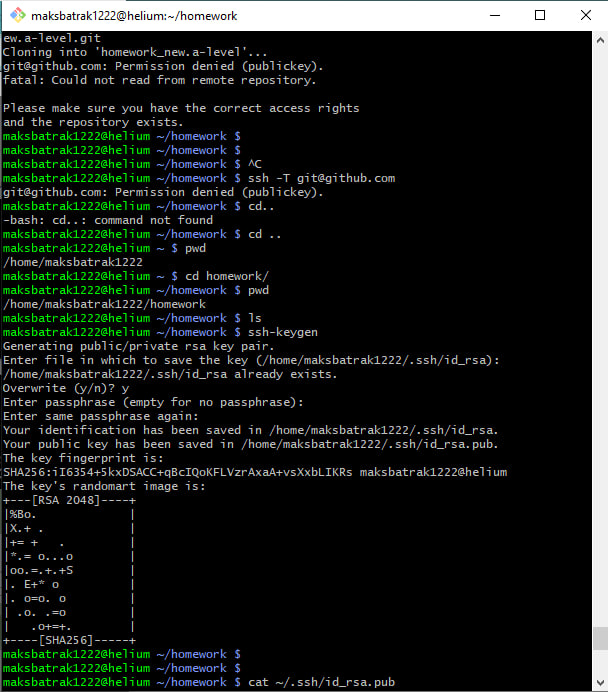 maksbatrak1222@helium:~/homework
ew.a-level.git
Cloning into 'homework_new.a-level'...
git@github.com: Permission denied (publickey).
fatal: Could not read from remote repository.

Please make sure you have the correct access rights
and the repository exists.
maksbatrak1222@helium ~/homework $
maksbatrak1222@helium ~/homework $
maksbatrak1222@helium ~/homework $ ^C
maksbatrak1222@helium ~/homework $ ssh -T git@github.com
git@github.com: Permission denied (publickey).
maksbatrak1222@helium ~/homework $ cd..
-bash: cd..: command not found
maksbatrak1222@helium ~/homework $ cd ..
maksbatrak1222@helium ~ $ pwd
/home/maksbatrak1222
maksbatrak1222@helium ~ $ cd homework/
maksbatrak1222@helium ~/homework $ pwd
/home/maksbatrak1222/homework
maksbatrak1222@helium ~/homework $ ls
maksbatrak1222@helium ~/homework $ ssh-keygen
Generating public/private rsa key pair.
Enter file in which to save the key (/home/maksbatrak1222/.ssh/id_rsa):
/home/maksbatrak1222/.ssh/id_rsa already exists.
Overwrite (y/n)? y
Enter passphrase (empty for no passphrase):
Enter same passphrase again:
Your identification has been saved in /home/maksbatrak1222/.ssh/id_rsa.
Your public key has been saved in /home/maksbatrak1222/.ssh/id_rsa.pub.
The key fingerprint is:
SHA256:iI6354+5kxDSACC+qBcIQoKFLVzrAxaA+vsXxbLIKRs maksbatrak1222@helium
The key's randomart image is:
+---[RSA 2048]----+
|%Bo.             |
|X.+ .            |
|+= +   .         |
|*.= o...o        |
|oo.=.+.+S        |
|. E+* o          |
|. o=o. o         |
| .o. .=o         |
|   .o+=+.        |
+----[SHA256]-----+
maksbatrak1222@helium ~/homework $
maksbatrak1222@helium ~/homework $
maksbatrak1222@helium ~/homework $ cat ~/.ssh/id_rsa.pub